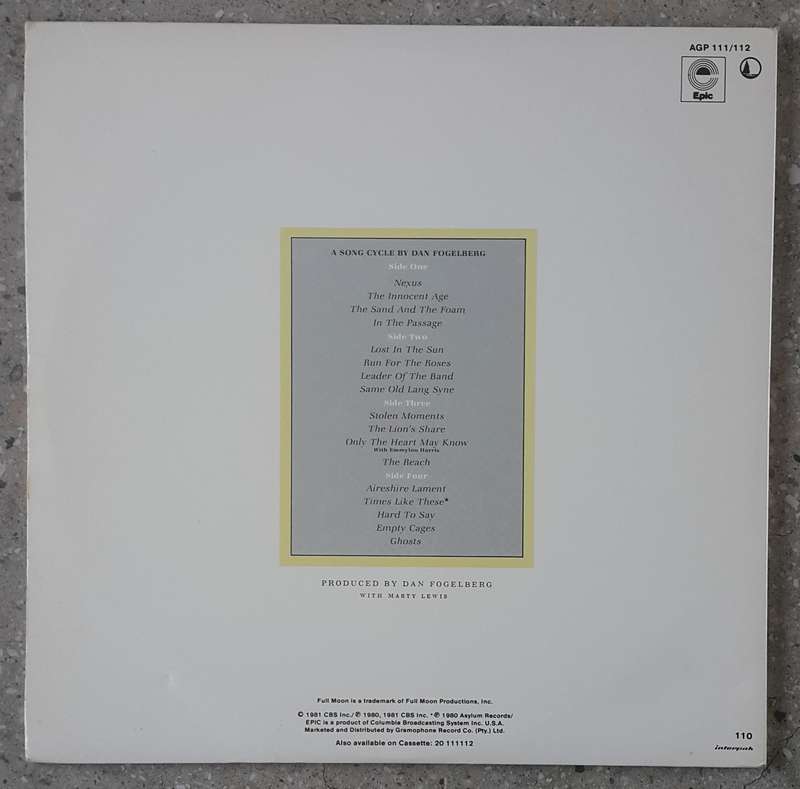 AGP 111/112
Epic
A SONG CYCLE BY DAN FOGELBERG
Side One
Nexus
The Innocent Age
The Sand And The Foam
In The Passage
Side Two
Lost In The Sun
Run For The Roses
Leader Of The Band
Same Old Lang Syne
Side Three
Stolen Moments
The Lion's Share
Only The Heart May Know
With Emmylou Harris
The Reach
Side Four
Aireshire Lament
Times Like These*
Hard To Say
Empty Cages
Ghosts
PRODUCED BY DAN FOGELBERG
WITH MARTY LEWIS
Full Moon is a trademark of Full Moon Productions, Inc.
© 1981 CBS Inc./ ℗ 1980, 1981 CBS Inc. * ℗ 1980 Asylum Records/
EPIC is a product of Columbia Broadcasting System Inc. U.S.A.
Marketed and Distributed by Gramophone Record Co. (Pty.) Ltd.
Also available on Cassette: 20 111112
110
interpak